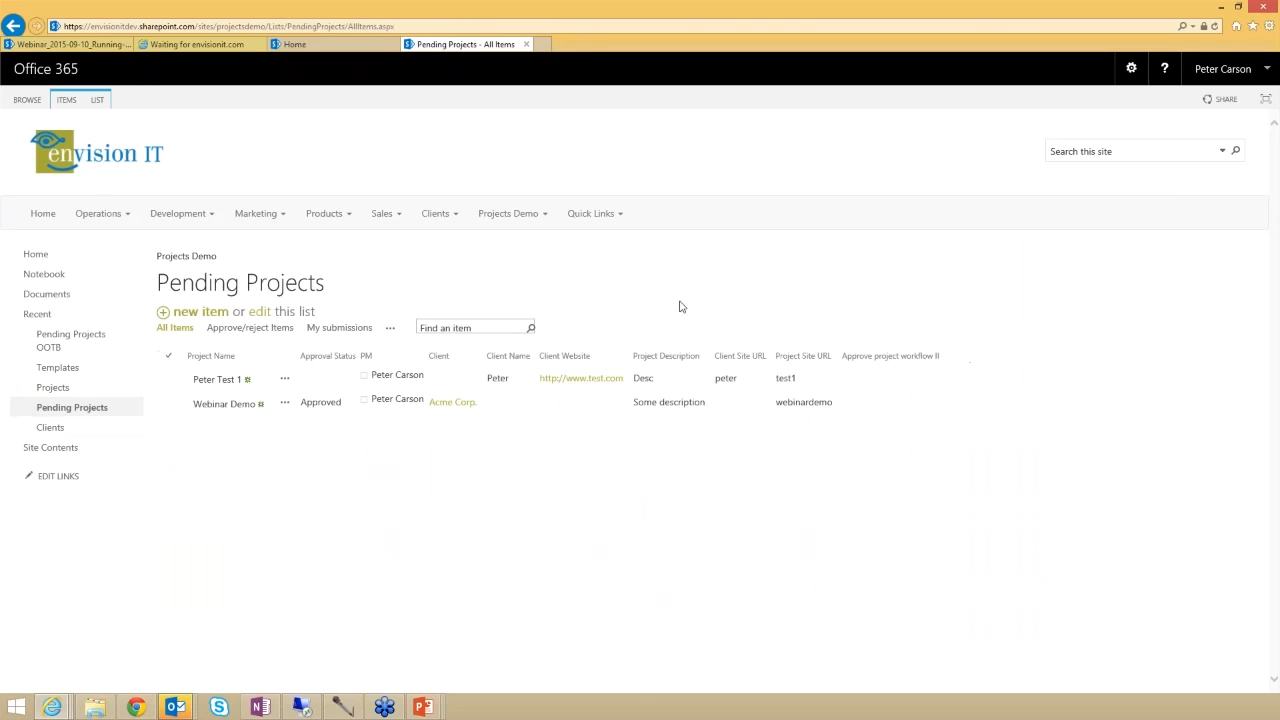 https://envisionitdev.sharepoint.com/sites/projectsdemo/Lists/PendingProjects/AllItems.aspx
Webinar_2015-09-10_Running-... Waiting for envisionit.com Home Pending Projects - All Items
Office 365 ? Peter Carson
BROWSE ITEMS LIST SHARE
envision IT
Search this site
Home Operations Development Marketing Products Sales Clients Projects Demo Quick Links
Home
Notebook
Documents
Recent
Pending Projects
OOTB
Templates
Projects
Pending Projects
Clients
Site Contents
EDIT LINKS
Projects Demo
Pending Projects
new item or edit this list
All Items Approve/reject Items My submissions ... Find an item
Project Name Approval Status PM Client Client Name Client Website Project Description Client Site URL Project Site URL Approve project workflow II
Peter Test 1 ... Peter Carson Peter http://www.test.com Desc peter test1
Webinar Demo ... Approved Peter Carson Acme Corp. Some description webinardemo